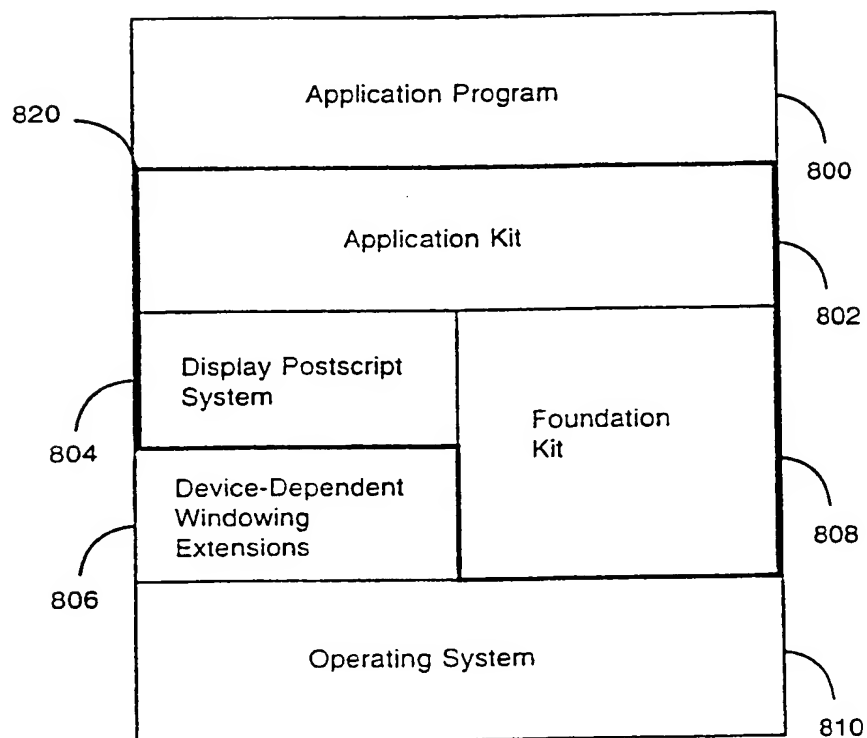 Application Program
820
800
Application Kit
802
Display Postscript
System
Foundation
Kit
804
Device-Dependent
Windowing
Extensions
808
806
Operating System
810